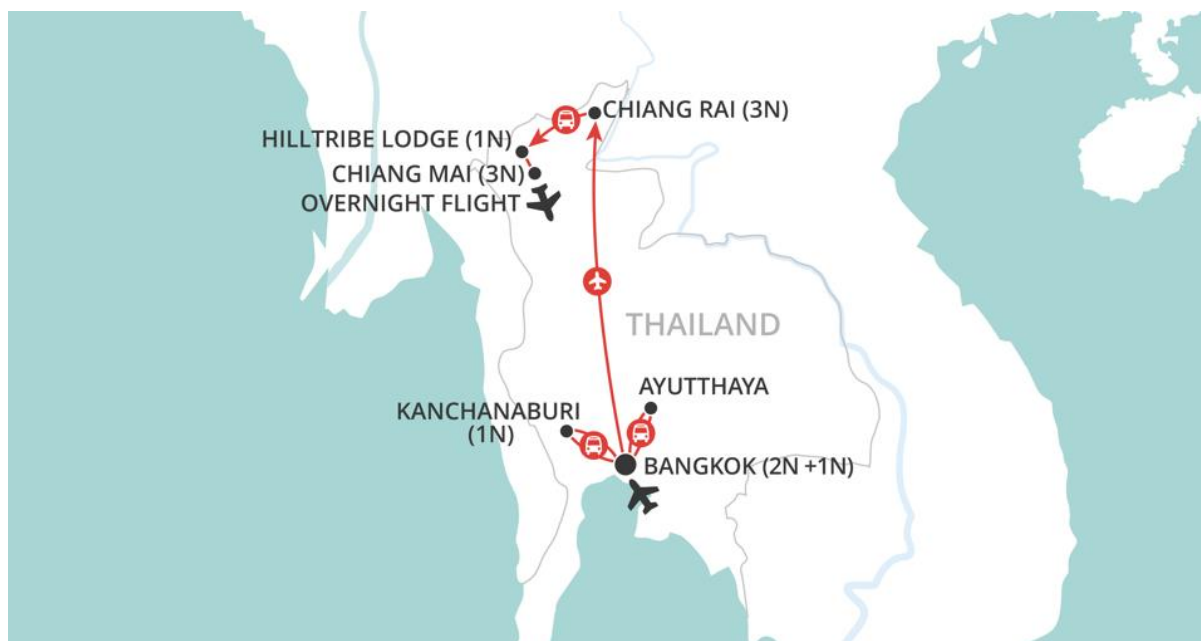 CHIANG RAI (3N)
HILLTRIBE LODGE (1N)
CHIANG MAI (3N)
OVERNIGHT FLIGHT
THAILAND
AYUTTHAYA
KANCHANABURI
(1N)
BANGKOK (2N +1N)